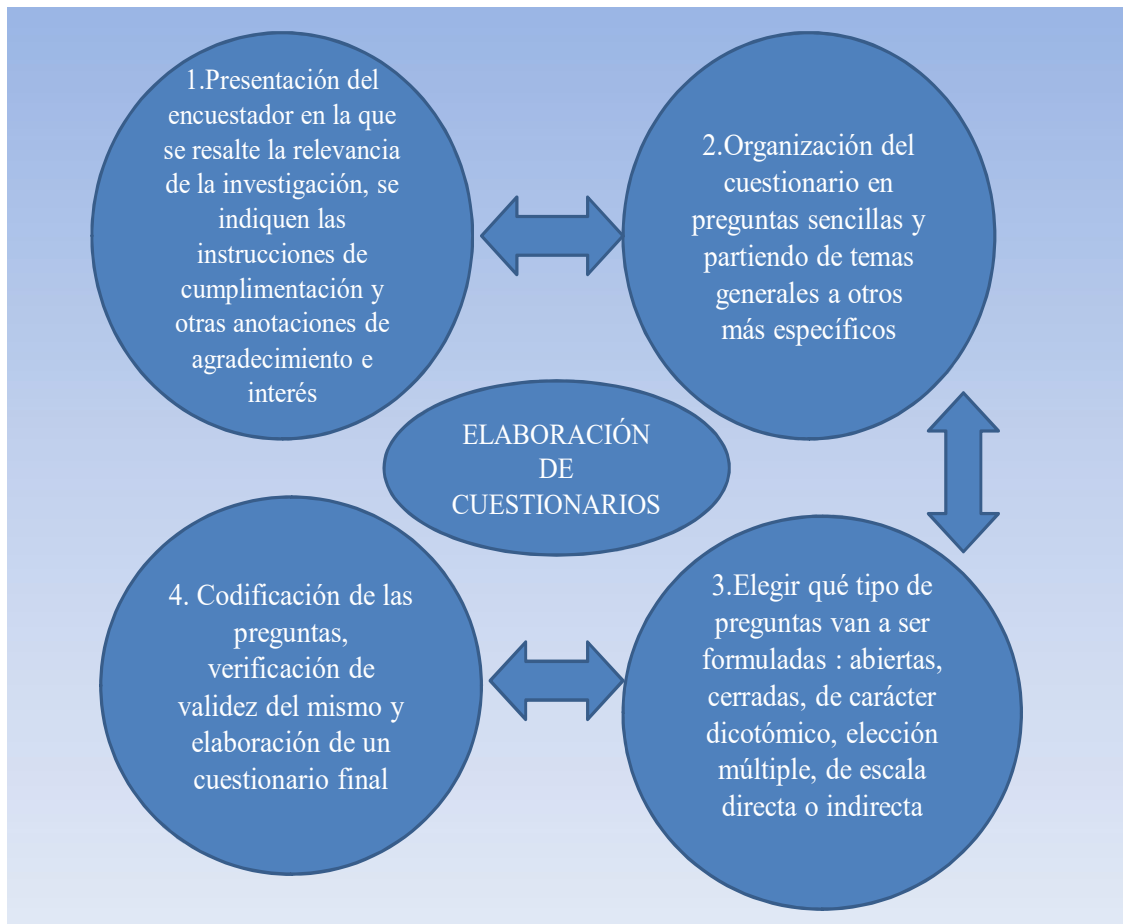 1.Presentación del
encuestador en la que
se resalte la relevancia
de la investigación, se
indiquen las
instrucciones de
cumplimentación y
otras anotaciones de
agradecimiento e
interés
2.Organización del
cuestionario en
preguntas sencillas y
partiendo de temas
generales a otros
más específicos
ELABORACIÓN
DE
CUESTIONARIOS
3.Elegir qué tipo de
preguntas van a ser
formuladas : abiertas,
cerradas, de carácter
dicotómico, elección
múltiple, de escala
directa o indirecta
4. Codificación de las
preguntas,
verificación de
validez del mismo y
elaboración de un
cuestionario final